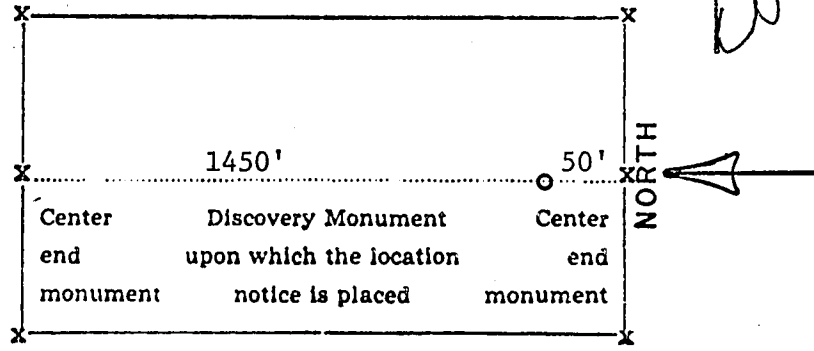 1450' 50'
NORTH
Center Discovery Monument Center
end upon which the location end
monument notice is placed monument